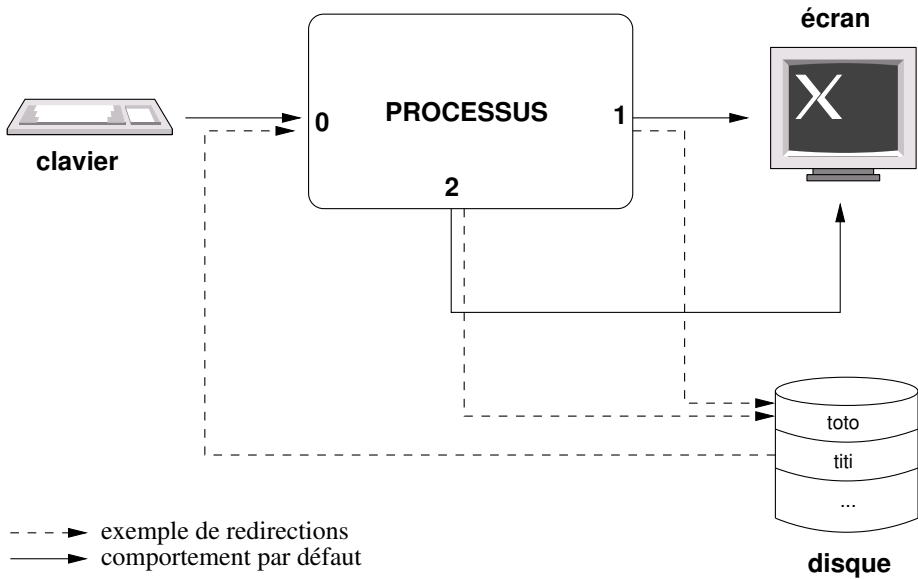 écran
clavier
0
PROCESSUS
1
2
X
toto
titi
...
disque
exemple de redirections
comportement par défaut